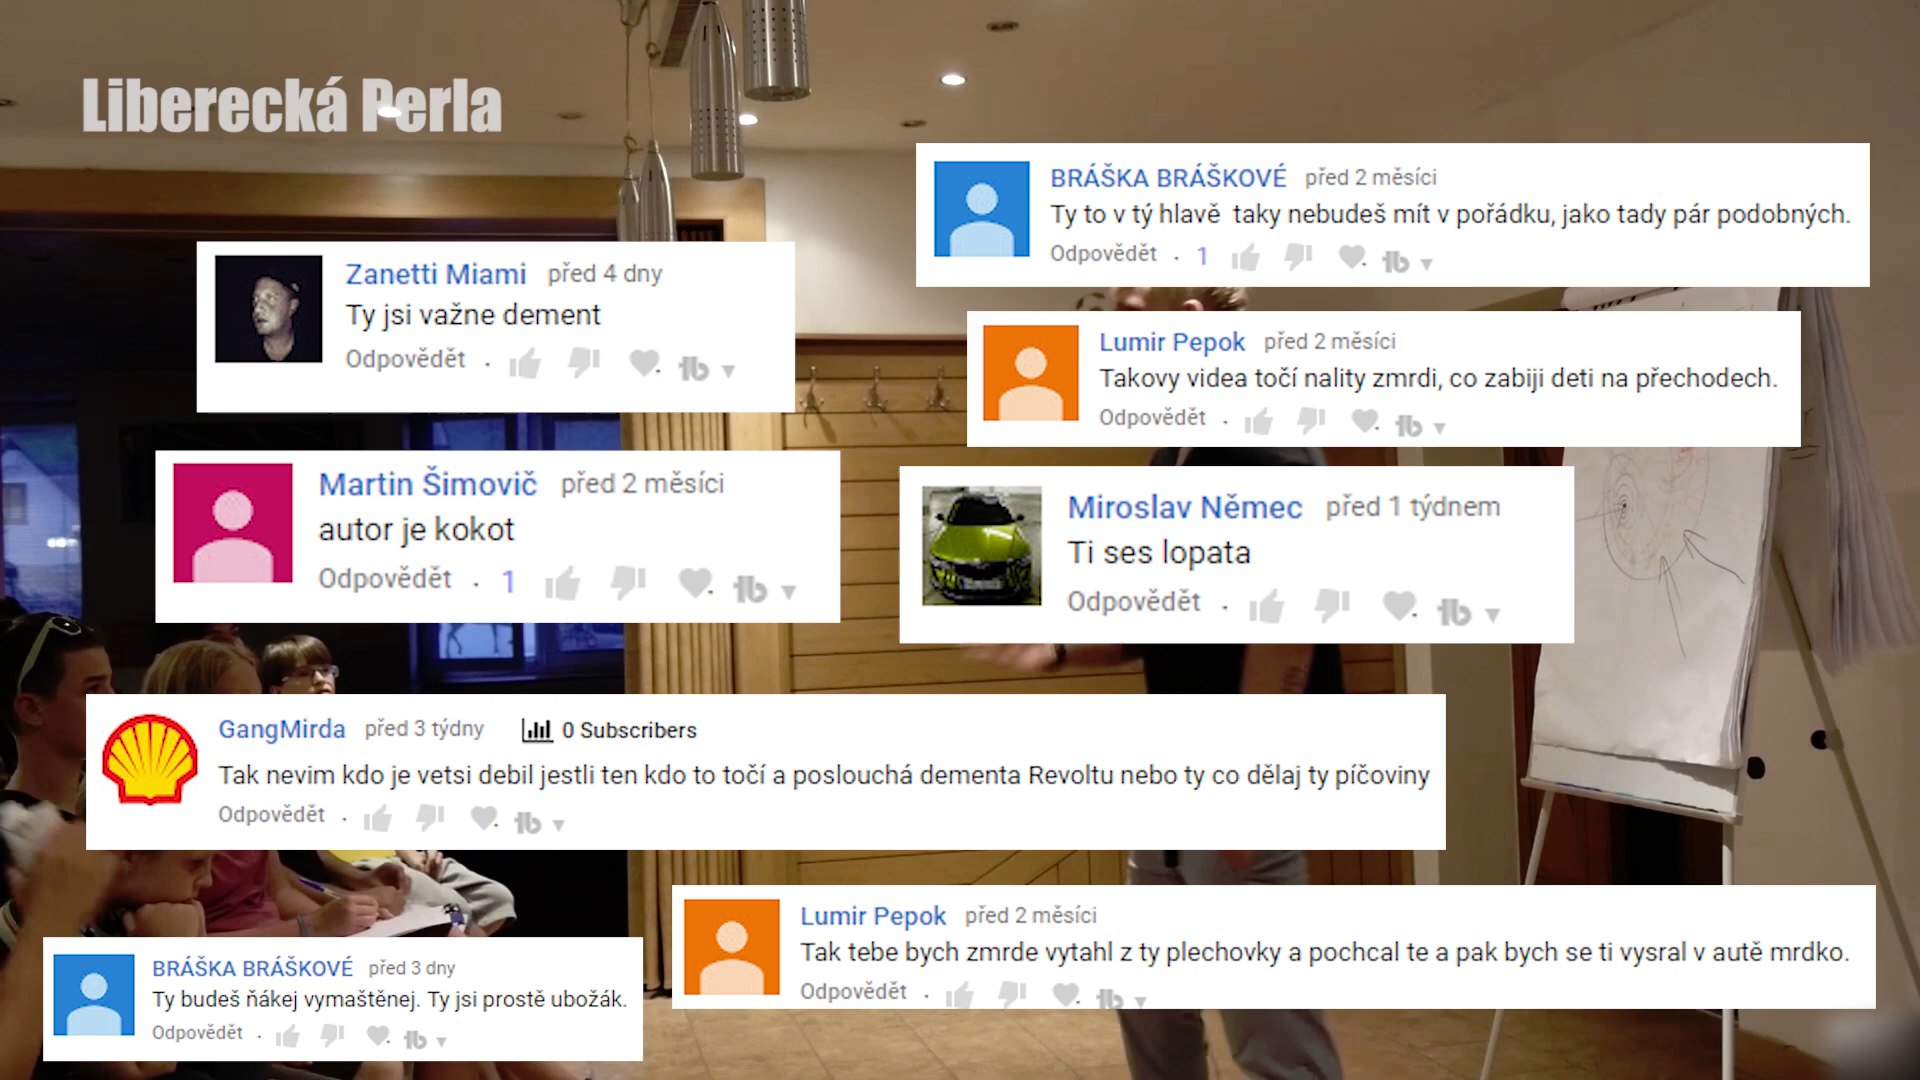 Liberecká Perla
BRÁŠKA BRÁŠKOVÉ před 2 měsíci
Ty to v tý hlavě taky nebudeš mít v pořádku, jako tady pár podobných.
Odpovědět · 1
Zanetti Miami před 4 dny
Ty jsi važne dement
Odpovědět ·
Lumir Pepok před 2 měsíci
Takovy videa točí nality zmrdi, co zabiji deti na přechodech.
Odpovědět ·
Martin Šimovič před 2 měsíci
autor je kokot
Odpovědět · 1
Miroslav Němec před 1 týdnem
Ti ses lopata
Odpovědět ·
GangMirda před 3 týdny 0 Subscribers
Tak nevim kdo je vetsi debil jestli ten kdo to točí a poslouchá dementa Revoltu nebo ty co dělaj ty píčoviny
Odpovědět ·
Lumir Pepok před 2 měsíci
Tak tebe bych zmrde vytahl z ty plechovky a pochcal te a pak bych se ti vysral v autě mrdko.
Odpovědět ·
BRÁŠKA BRÁŠKOVÉ před 3 dny
Ty budeš ňákej vymaštěnej. Ty jsi prostě ubožák.
Odpovědět ·